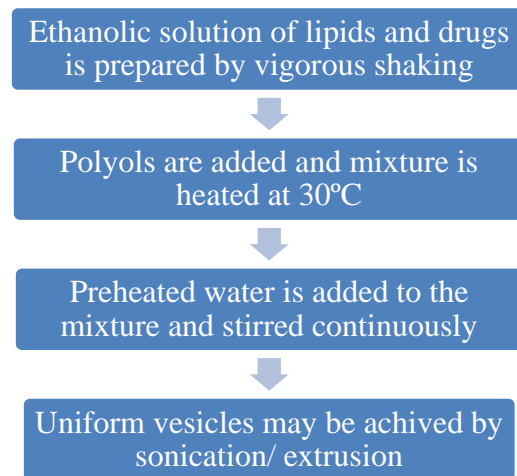 Ethanolic solution of lipids and drugs
is prepared by vigorous shaking
Polyols are added and mixture is
heated at 30ºC
Preheated water is added to the
mixture and stirred continuously
Uniform vesicles may be achived by
sonication/ extrusion